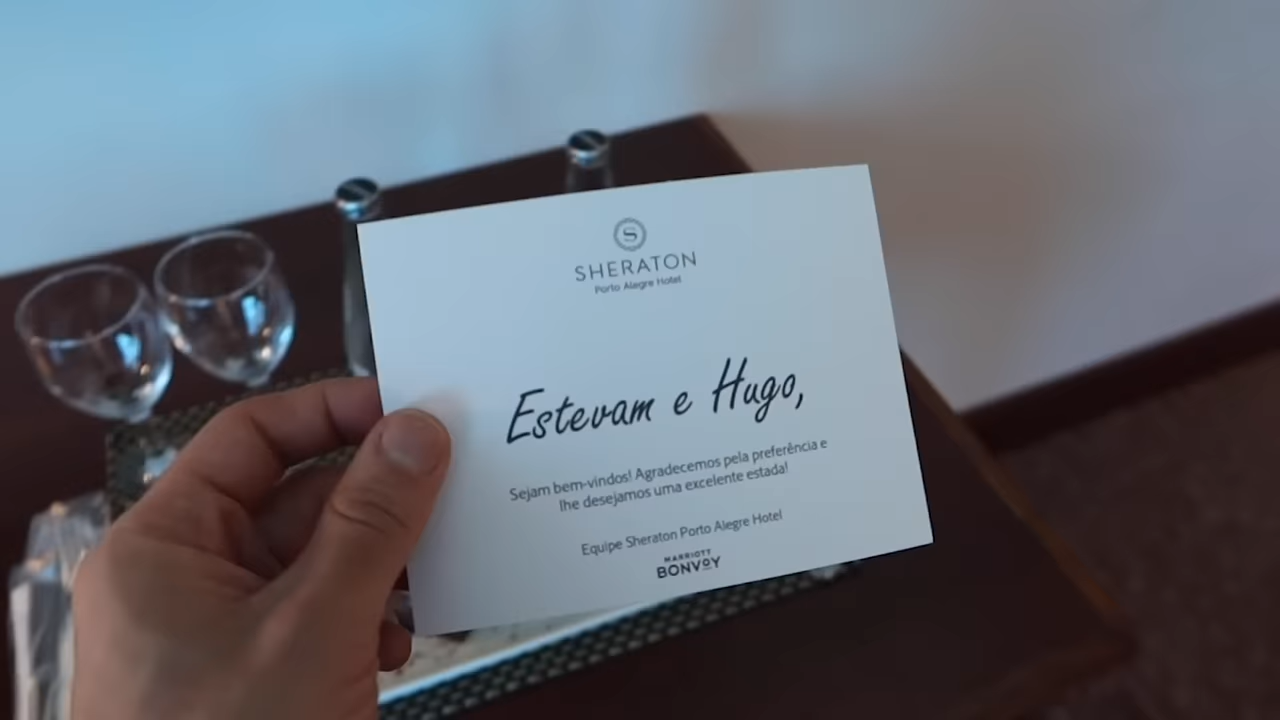 S
SHERATON
Porto Alegre Hotel
Estevam e Hugo,
Sejam bem-vindos! Agradecemos pela preferência e
lhe desejamos uma excelente estada!
Equipe Sheraton Porto Alegre Hotel
MARRIOTT
BONVOY